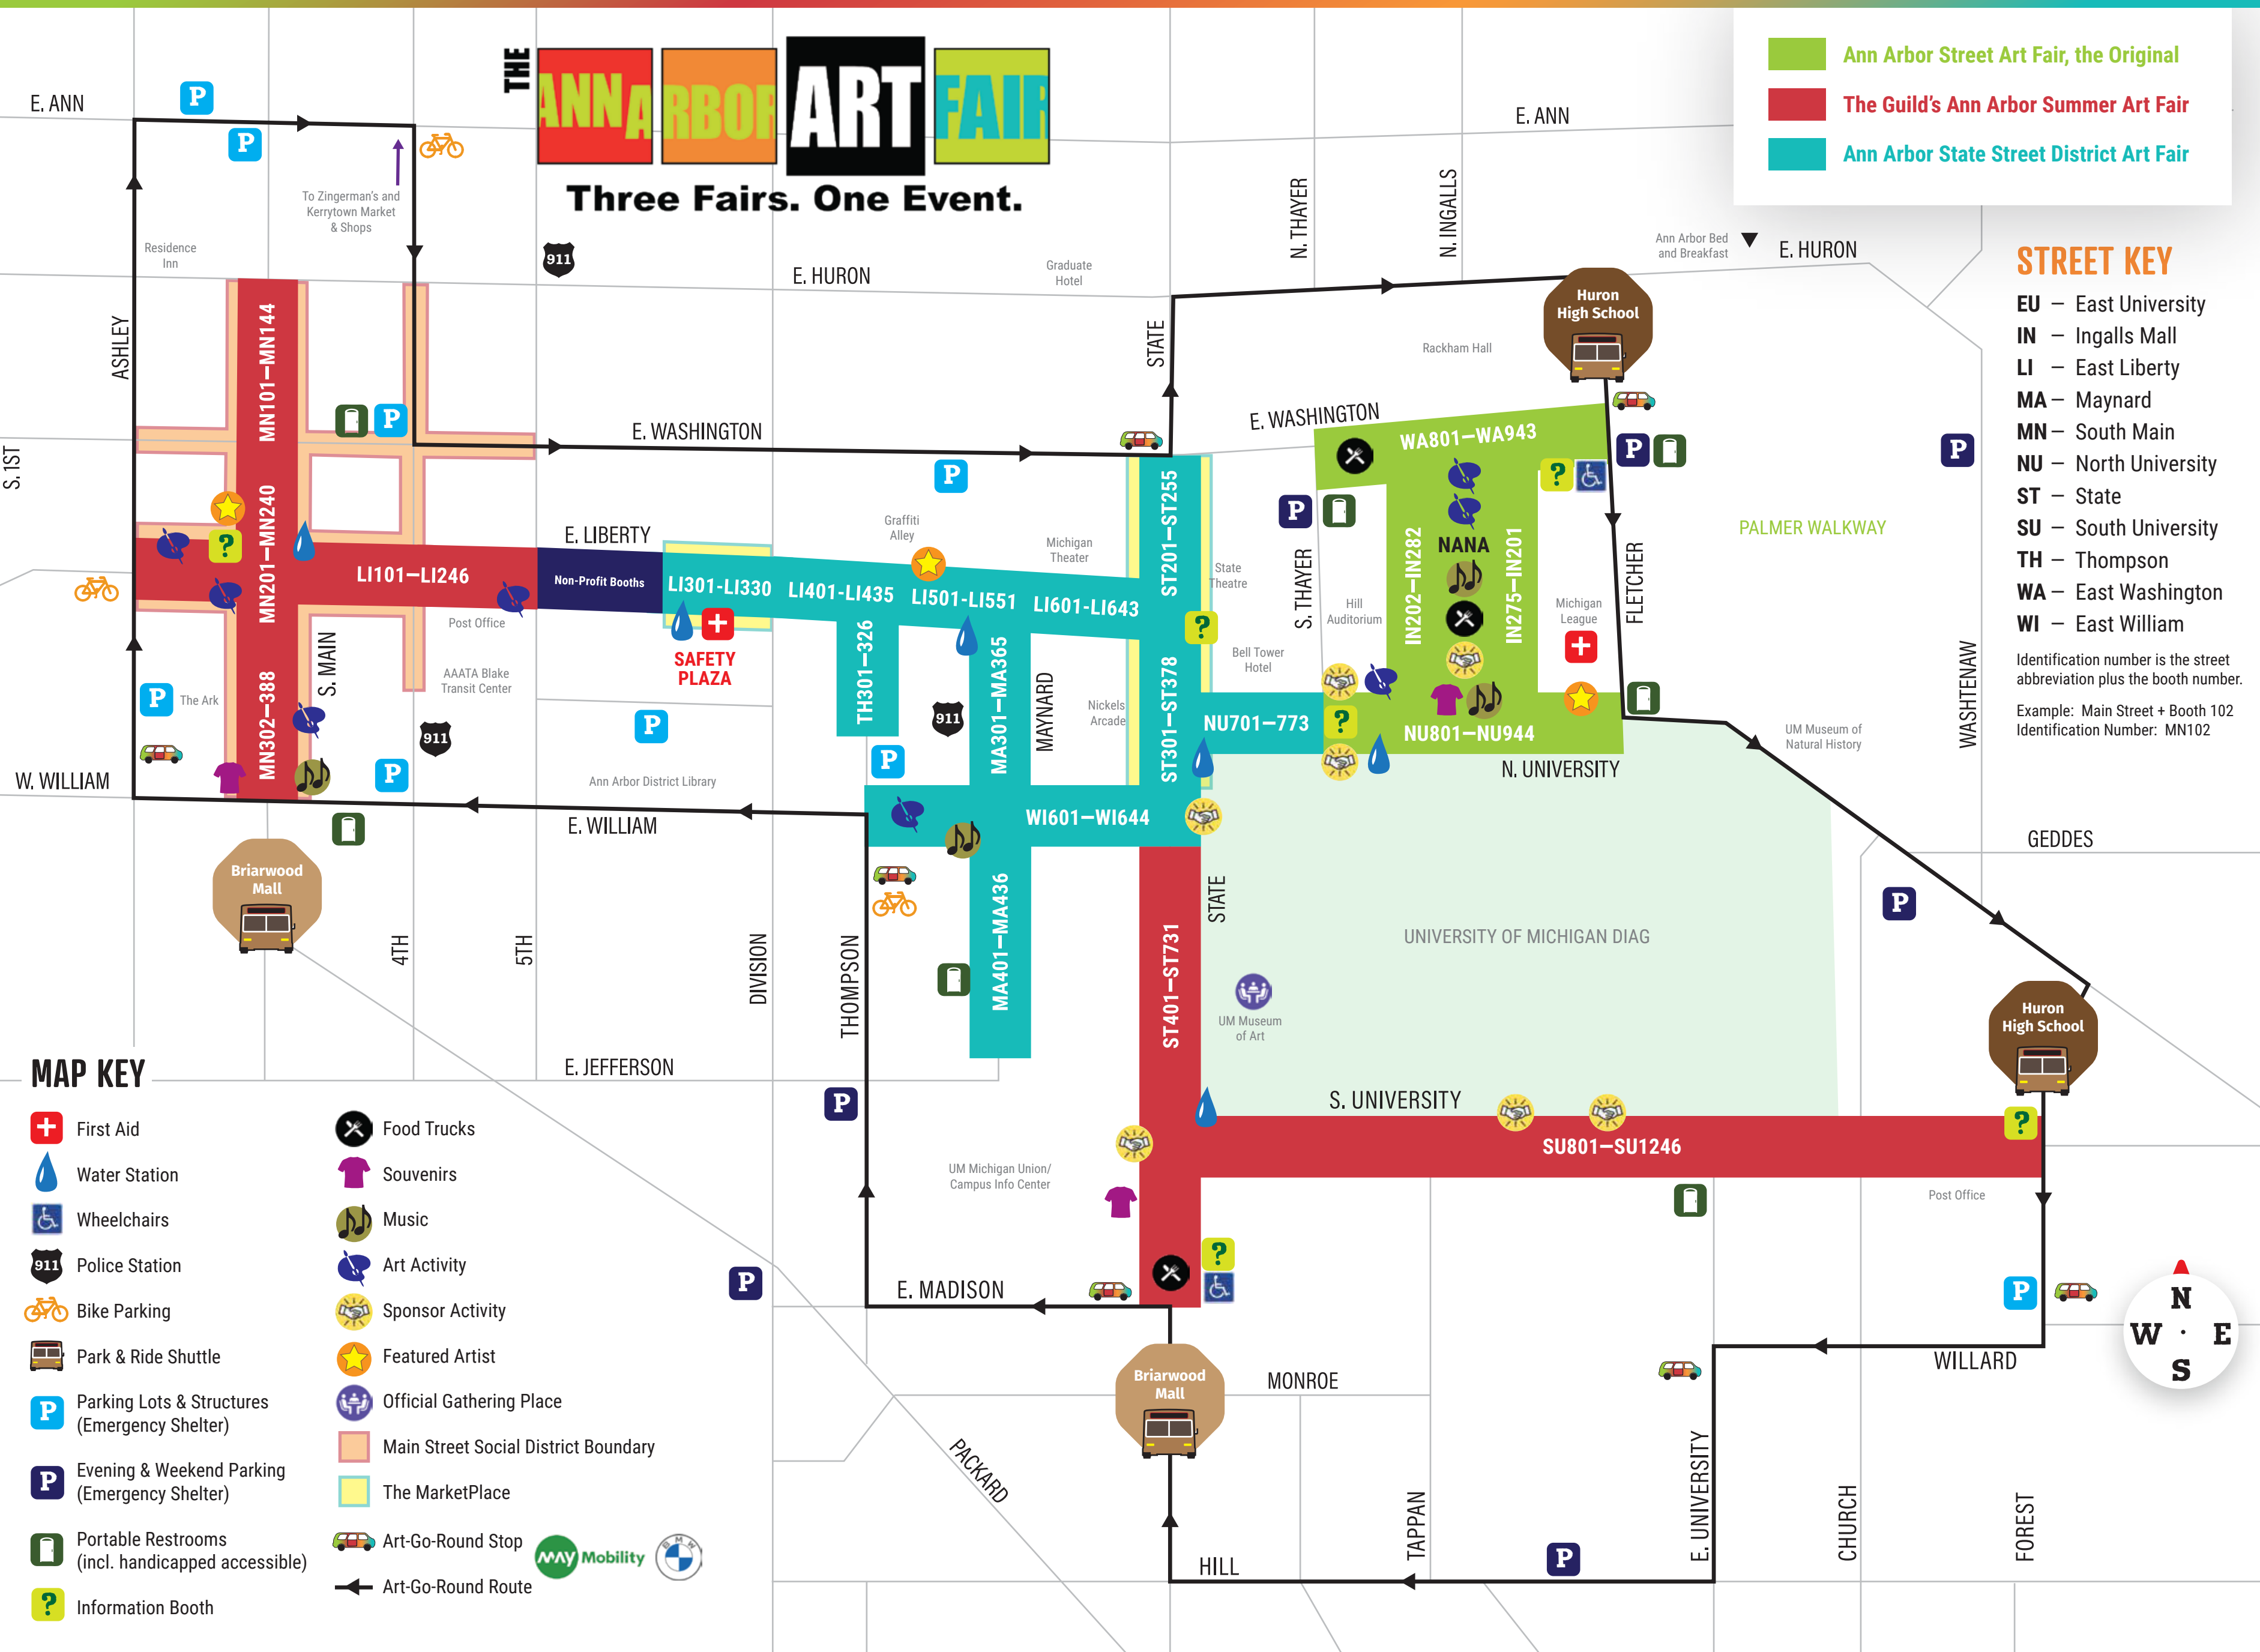 THE ANN ARBOR ART FAIR
Three Fairs. One Event.
Ann Arbor Street Art Fair, the Original
The Guild's Ann Arbor Summer Art Fair
Ann Arbor State Street District Art Fair
E. ANN
P
P
To Zingerman's and
Kerrytown Market
& Shops
Residence
Inn
911
E. HURON
Graduate
Hotel
E. ANN
N. THAYER
N. INGALLS
Ann Arbor Bed
and Breakfast
E. HURON
Huron
High School
Rackham Hall
STREET KEY
EU – East University
IN – Ingalls Mall
LI – East Liberty
MA – Maynard
MN – South Main
NU – North University
ST – State
SU – South University
TH – Thompson
WA – East Washington
WI – East William
Identification number is the street
abbreviation plus the booth number.
Example: Main Street + Booth 102
Identification Number: MN102
ASHLEY
S. 1ST
MN101–MN144
MN201–MN240
MN302–388
P
E. WASHINGTON
STATE
E. WASHINGTON
WA801–WA943
P
P
P
P
?
?
LI101–LI246
E. LIBERTY
Non-Profit Booths
LI301-LI330
LI401-LI435
LI501-LI551
LI601-LI643
Graffiti
Alley
Michigan
Theater
State
Theatre
ST201–ST255
ST301–ST378
S. THAYER
Hill
Auditorium
IN202–IN282
NANA
IN275–IN201
Michigan
League
FLETCHER
PALMER WALKWAY
WASHTENAW
Post Office
SAFETY
PLAZA
S. MAIN
AAATA Blake
Transit Center
The Ark
P
911
P
P
TH301–326
911
MA301–MA365
MAYNARD
Nickels
Arcade
?
Bell Tower
Hotel
NU701–773
?
NU801–NU944
N. UNIVERSITY
UM Museum of
Natural History
W. WILLIAM
Ann Arbor District Library
E. WILLIAM
P
WI601–WI644
GEDDES
P
Briarwood
Mall
4TH
5TH
DIVISION
THOMPSON
MA401–MA436
ST401–ST731
STATE
UNIVERSITY OF MICHIGAN DIAG
UM Museum
of Art
Huron
High School
E. JEFFERSON
P
S. UNIVERSITY
SU801–SU1246
?
UM Michigan Union/
Campus Info Center
Post Office
P
E. MADISON
?
P
N
W E
S
WILLARD
Briarwood
Mall
MONROE
PACKARD
HILL
TAPPAN
P
E. UNIVERSITY
CHURCH
FOREST
MAP KEY
First Aid
Water Station
Wheelchairs
911 Police Station
Bike Parking
Park & Ride Shuttle
P Parking Lots & Structures
(Emergency Shelter)
P Evening & Weekend Parking
(Emergency Shelter)
Portable Restrooms
(incl. handicapped accessible)
? Information Booth
Food Trucks
Souvenirs
Music
Art Activity
Sponsor Activity
Featured Artist
Official Gathering Place
Main Street Social District Boundary
The MarketPlace
Art-Go-Round Stop
MAY Mobility
BMW
Art-Go-Round Route